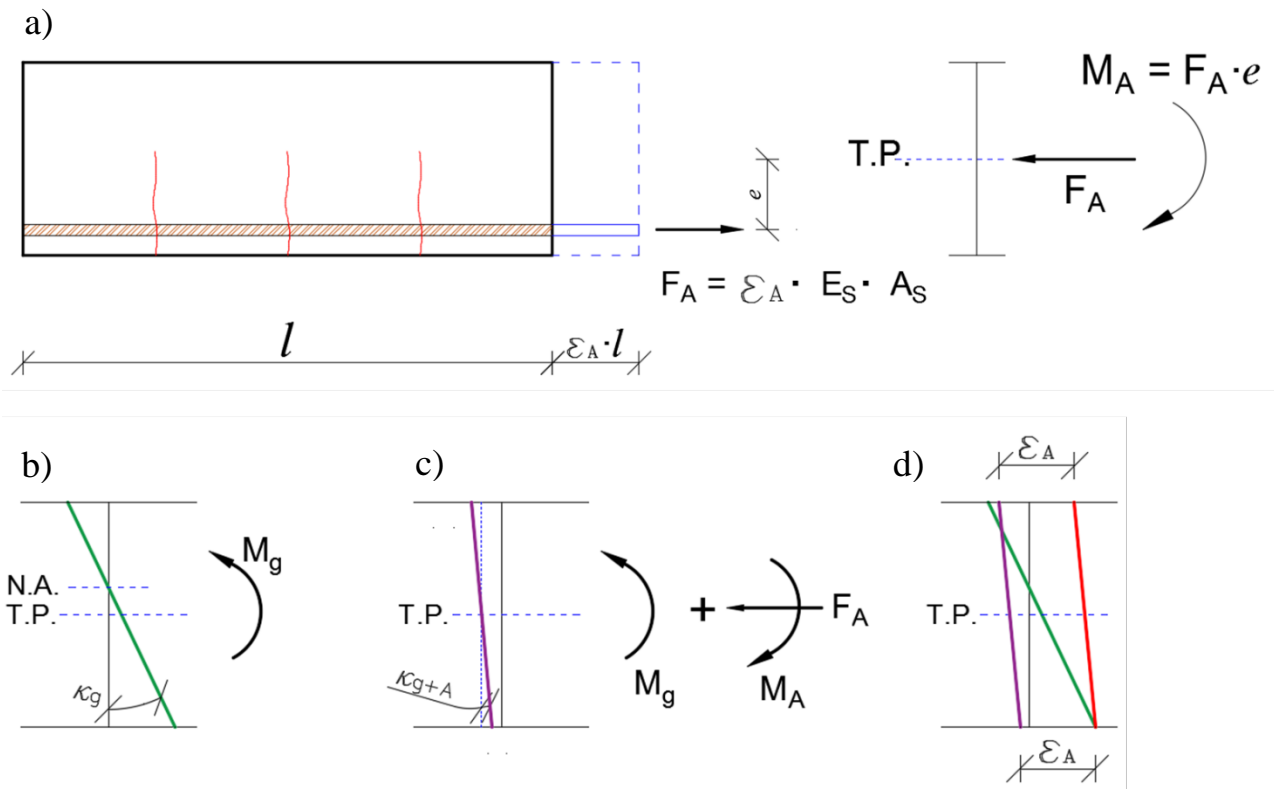 a)
M_A = F_A · e
T.P.
F_A
e
F_A = ε_A · E_S · A_S
l
ε_A · l
b)
c)
d)
ε_A
M_g
N.A.
T.P.
κ_g
T.P.
κ_g+A
M_g
+
F_A
M_A
T.P.
ε_A